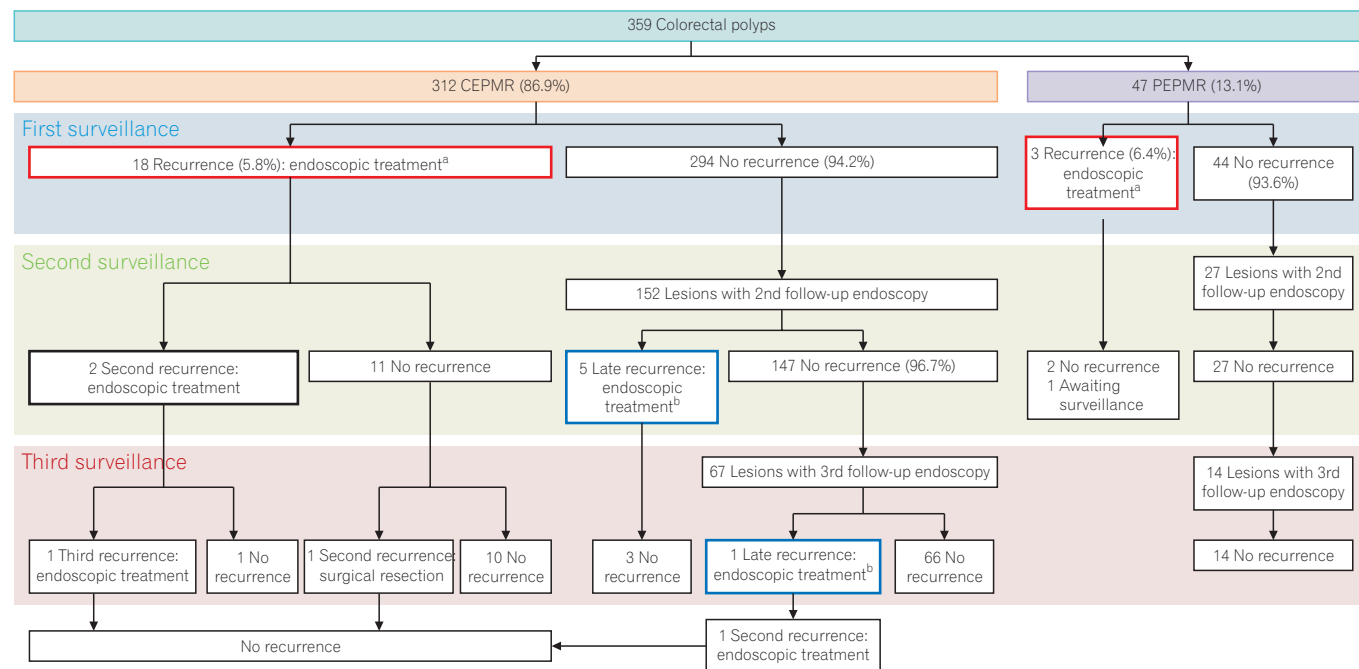 359 Colorectal polyps
312 CEPMR (86.9%)
47 PEPMR (13.1%)
First surveillance
18 Recurrence (5.8%): endoscopic treatmentᵃ
294 No recurrence (94.2%)
3 Recurrence (6.4%):
endoscopic
treatmentᵃ
44 No recurrence
(93.6%)
Second surveillance
152 Lesions with 2nd follow-up endoscopy
27 Lesions with 2nd
follow-up endoscopy
2 Second recurrence:
endoscopic treatment
11 No recurrence
5 Late recurrence:
endoscopic
treatmentᵇ
147 No recurrence (96.7%)
2 No recurrence
1 Awaiting
surveillance
27 No recurrence
Third surveillance
67 Lesions with 3rd follow-up endoscopy
14 Lesions with 3rd
follow-up endoscopy
1 Third recurrence:
endoscopic treatment
1 No
recurrence
1 Second recurrence:
surgical resection
10 No
recurrence
3 No
recurrence
1 Late recurrence:
endoscopic treatmentᵇ
66 No
recurrence
14 No recurrence
No recurrence
1 Second recurrence:
endoscopic treatment